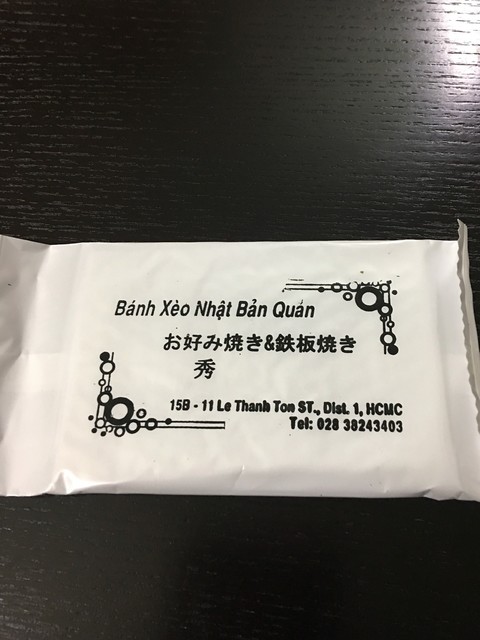 Bánh Xèo Nhật Bản Quán
お好み焼き&鉄板焼き
秀
15B - 11 Le Thanh Ton ST., Dist. 1, HCMC
Tel: 028 38243403